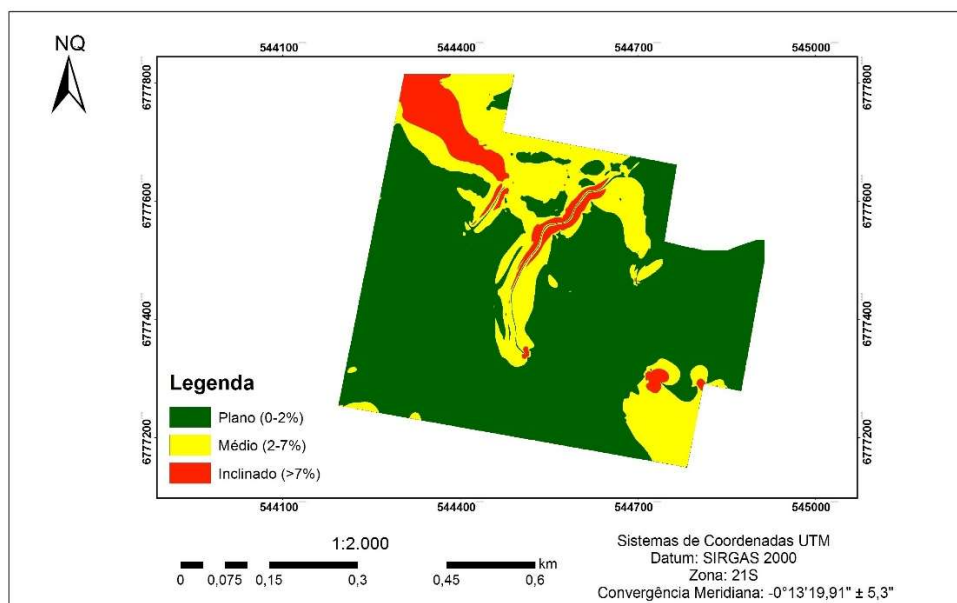 NQ
544100 544400 544700 545000
6777800 6777800
6777600 6777600
6777400 6777400
6777200 6777200
Legenda
Plano (0-2%)
Médio (2-7%)
Inclinado (>7%)
544100 544400 544700 545000
1:2.000
km
0 0,075 0,15 0,3 0,45 0,6
Sistemas de Coordenadas UTM
Datum: SIRGAS 2000
Zona: 21S
Convergência Meridiana: -0°13'19,91" ± 5,3"